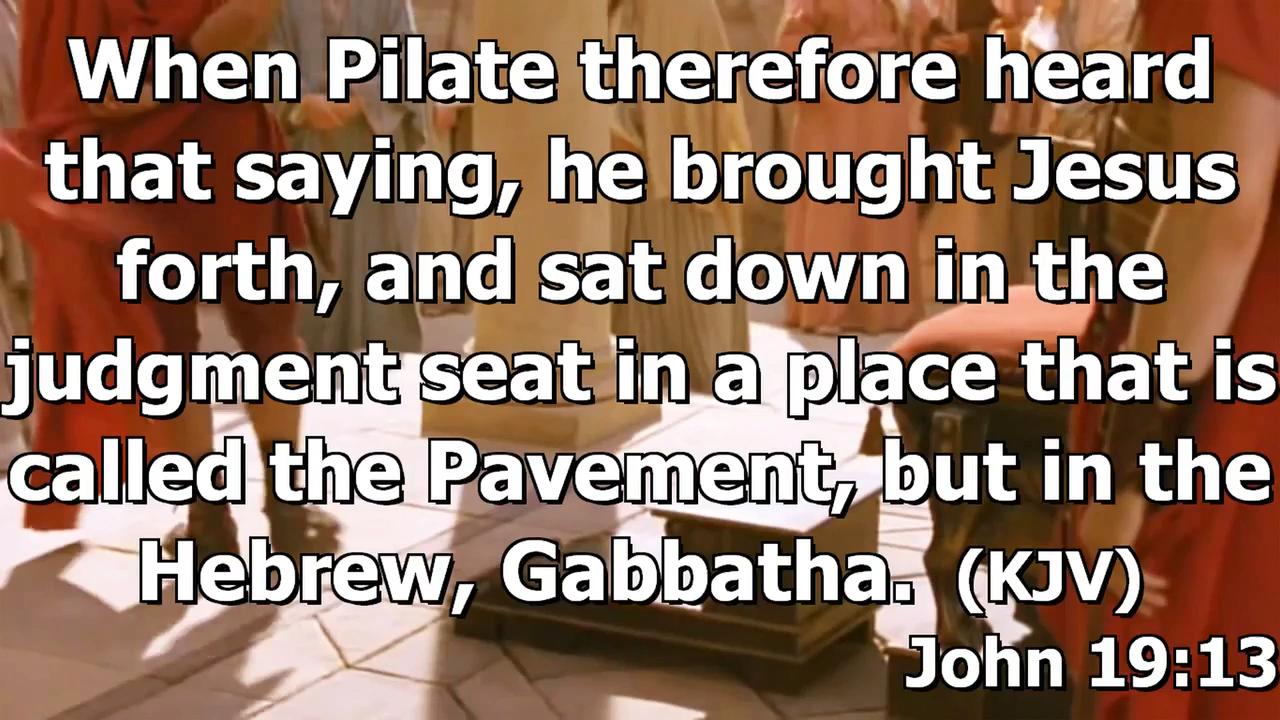 When Pilate therefore heard
that saying, he brought Jesus
forth, and sat down in the
judgment seat in a place that is
called the Pavement, but in the
Hebrew, Gabbatha. (KJV)
John 19:13